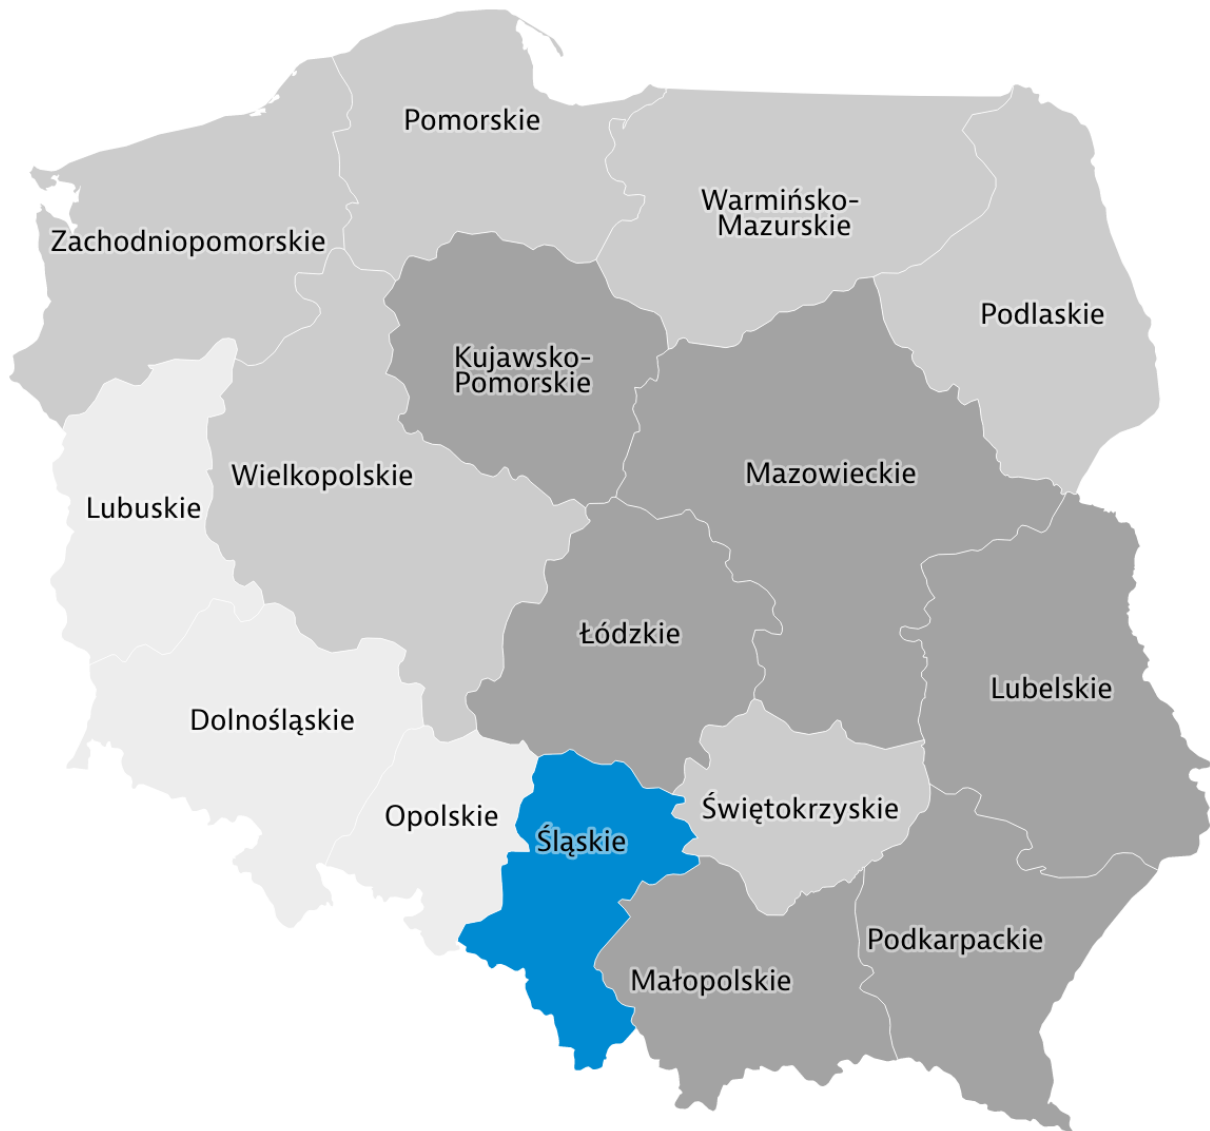 Pomorskie
Warmińsko-
Mazurskie
Zachodniopomorskie
Podlaskie
Kujawsko-
Pomorskie
Wielkopolskie
Mazowieckie
Lubuskie
Łódzkie
Lubelskie
Dolnośląskie
Opolskie
Świętokrzyskie
Śląskie
Podkarpackie
Małopolskie